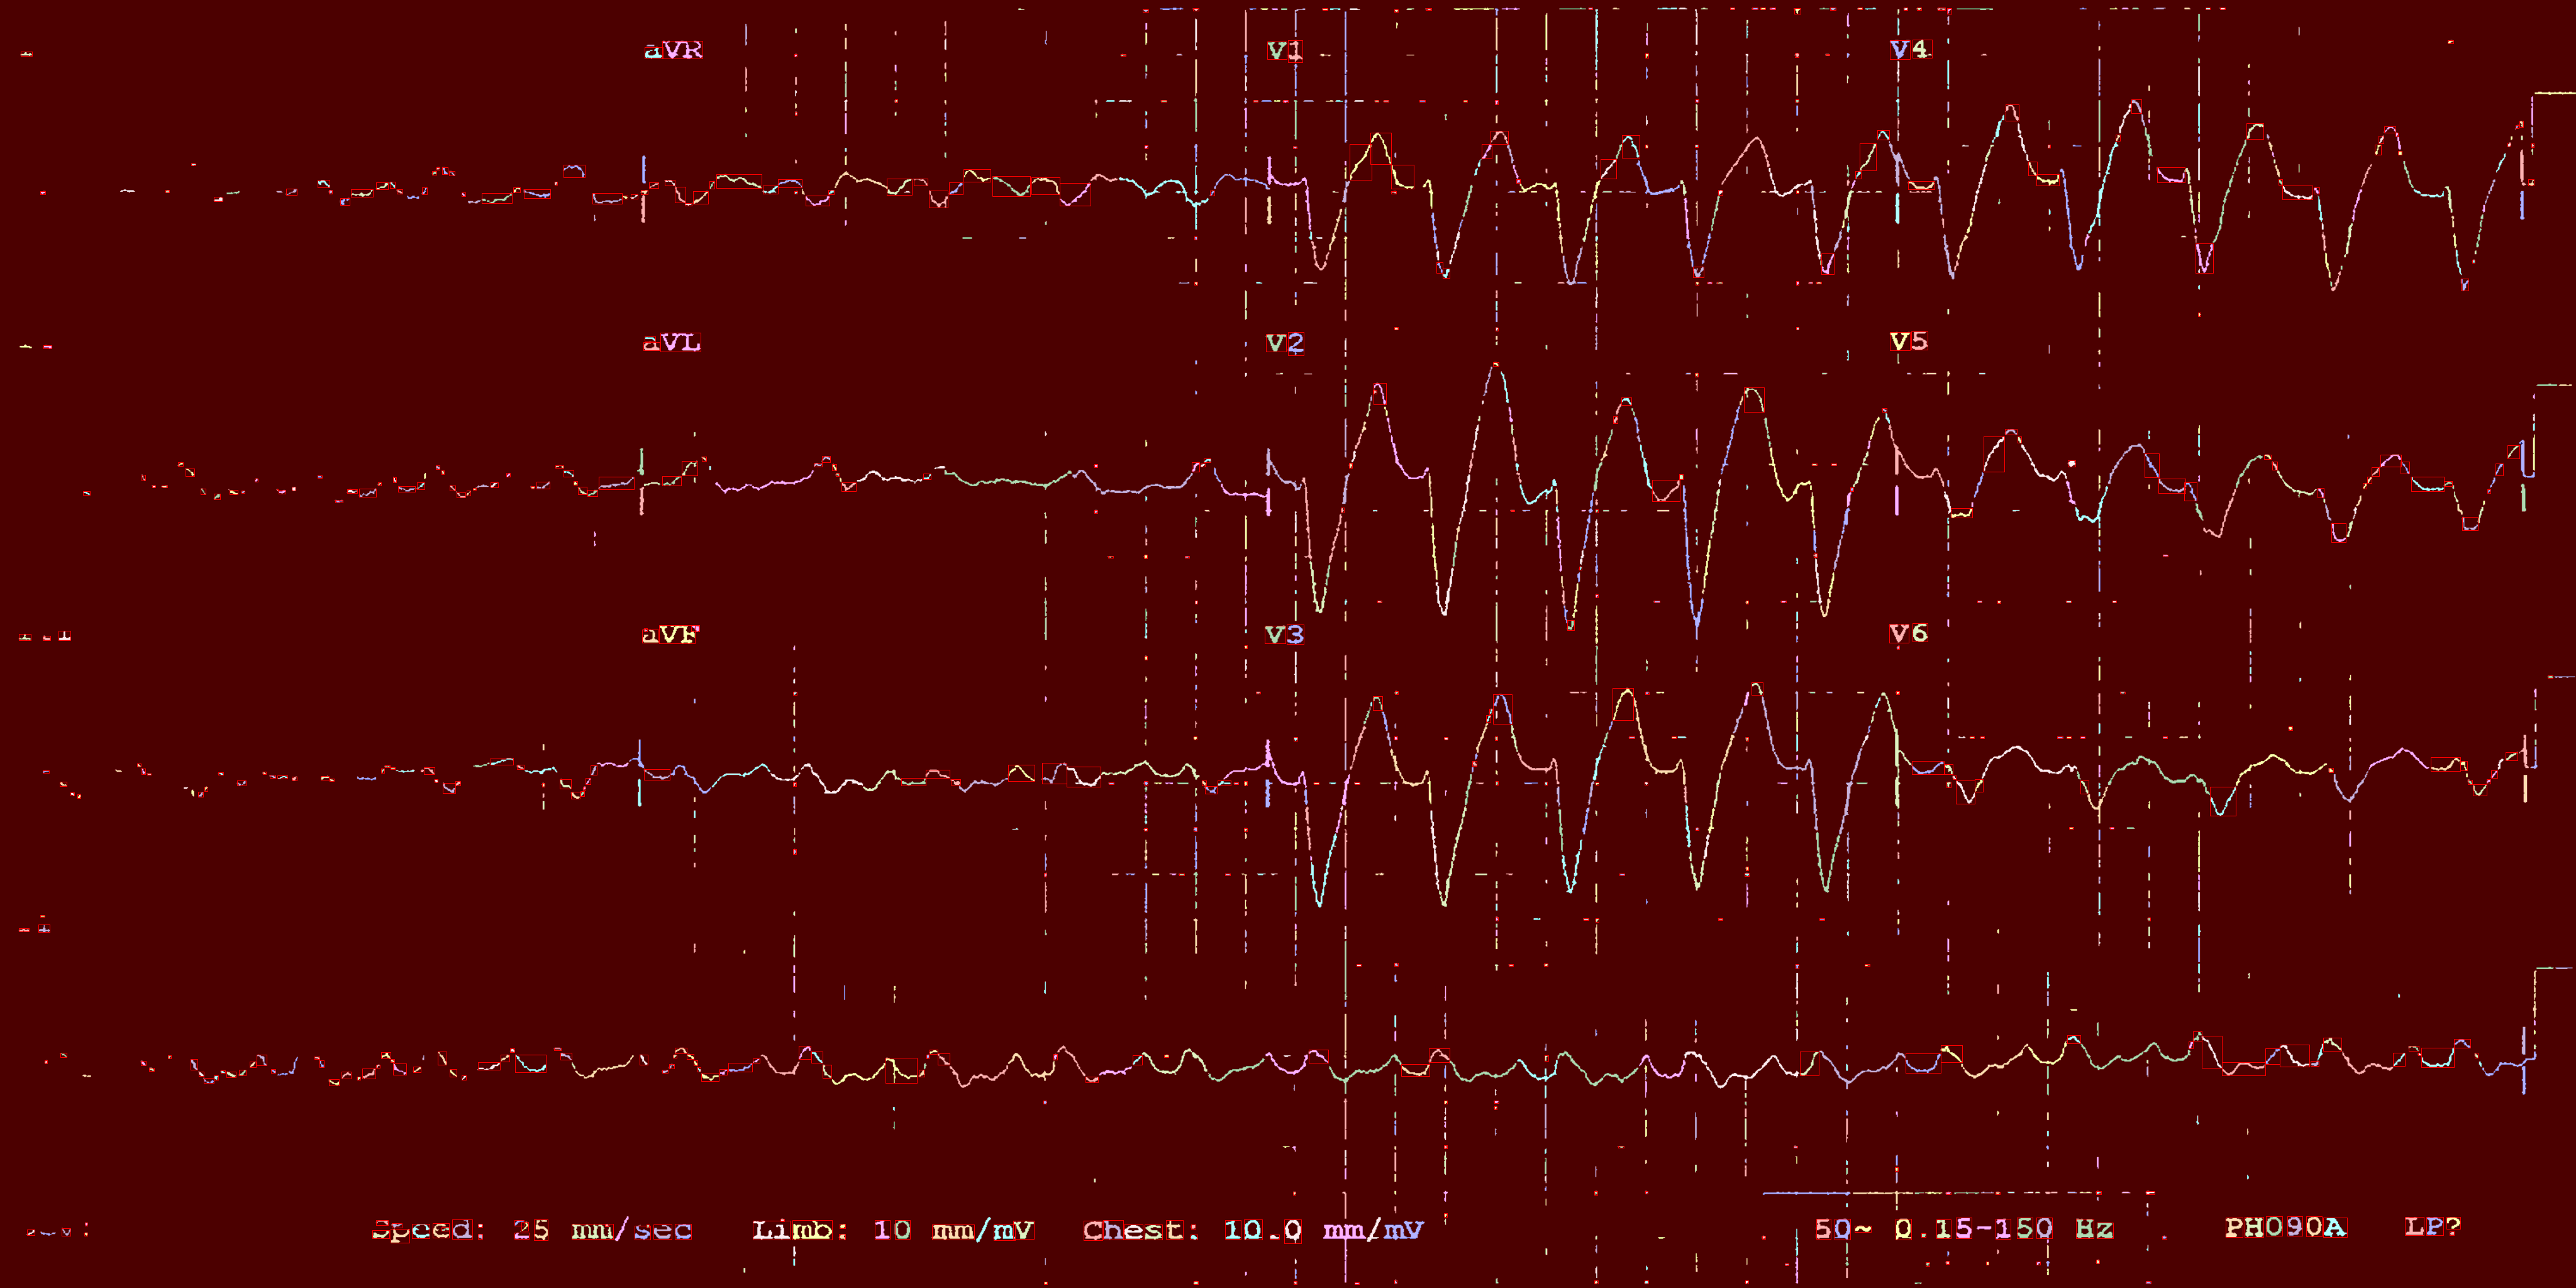 aVR V1 V4
aVL V2 V5
aVF V3 V6
Speed: 25 mm/sec Limb: 10 mm/mV Chest: 10.0 mm/mV 50~ 0.15-150 Hz PH090A LP?